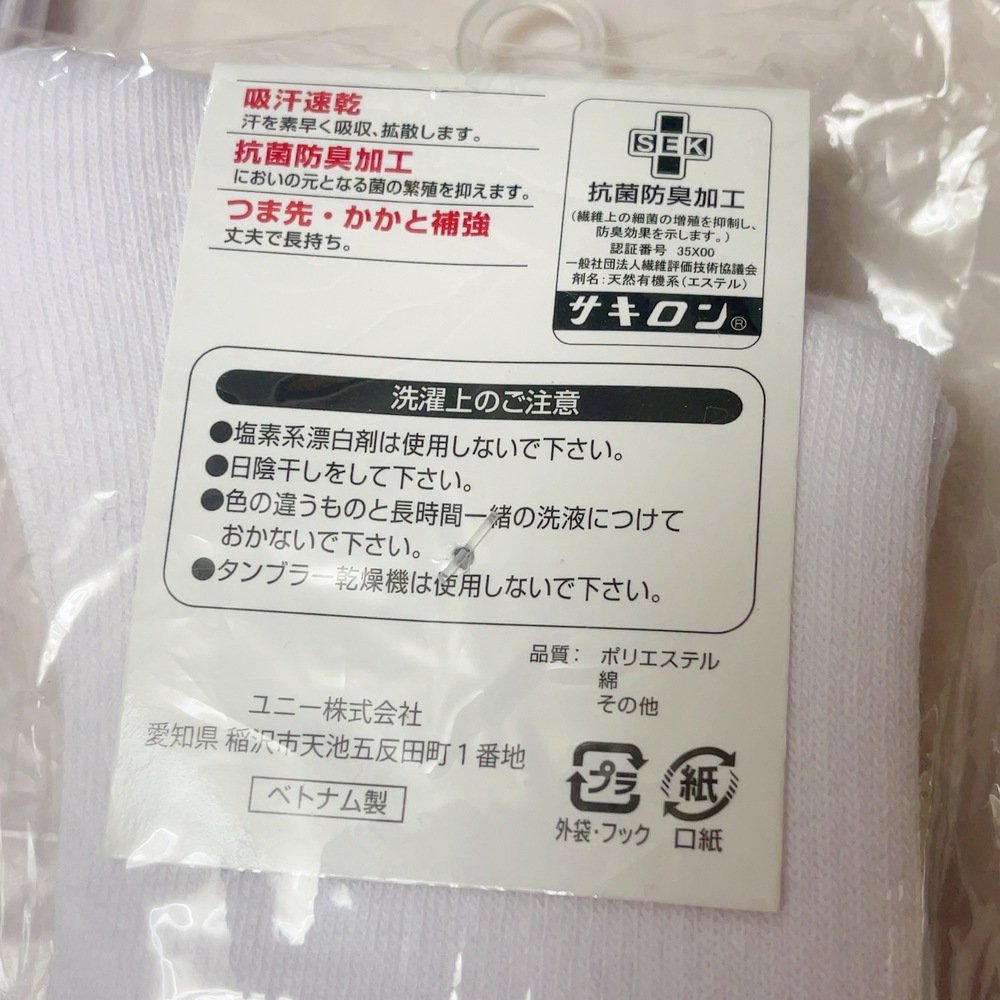 吸汗速乾
汗を素早く吸収、拡散します。
抗菌防臭加工
においの元となる菌の繁殖を抑えます。
つま先・かかと補強
丈夫で長持ち。
SEK
抗菌防臭加工
(繊維上の細菌の増殖を抑制し、
防臭効果を示します。)
認証番号 35X00
一般社団法人繊維評価技術協議会
剤名:天然有機系(エステル)
サキロン®
洗濯上のご注意
●塩素系漂白剤は使用しないで下さい。
●日陰干しをして下さい。
●色の違うものと長時間一緒の洗液につけて
おかないで下さい。
●タンブラー乾燥機は使用しないで下さい。
品質: ポリエステル
綿
その他
ユニー株式会社
愛知県 稲沢市天池五反田町1番地
ベトナム製
プラ
外袋・フック
紙
口紙